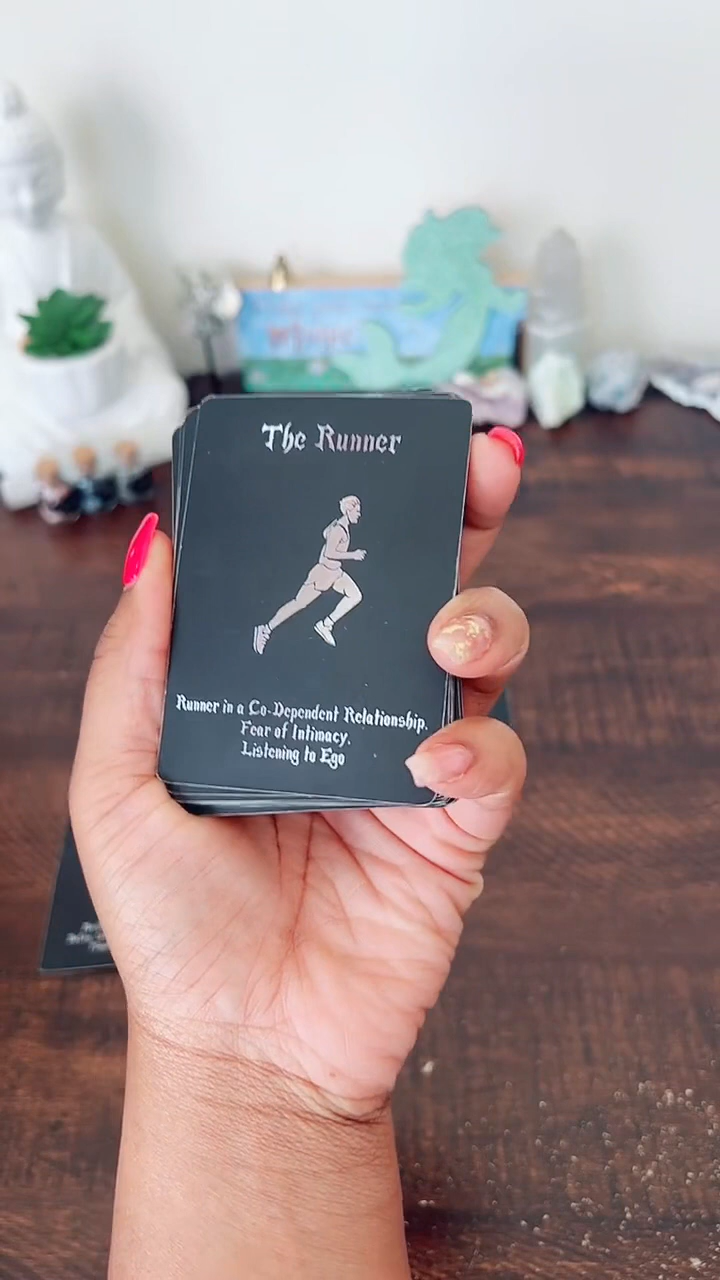 The Runner
Runner in a Co-Dependent Relationship.
Fear of Intimacy.
Listening to Ego